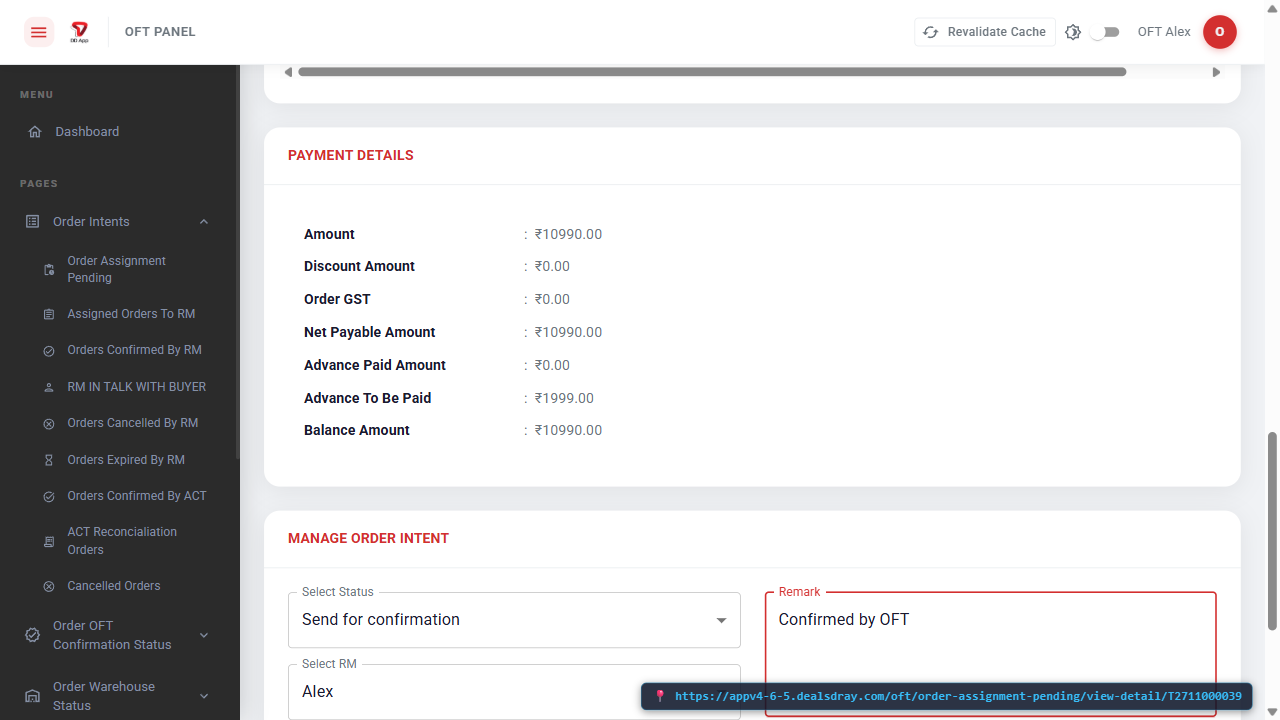 OFT PANEL
Revalidate Cache
OFT Alex
O
DD App
MENU
Dashboard
PAGES
Order Intents
Order Assignment
Pending
Assigned Orders To RM
Orders Confirmed By RM
RM IN TALK WITH BUYER
Orders Cancelled By RM
Orders Expired By RM
Orders Confirmed By ACT
ACT Reconcialiation
Orders
Cancelled Orders
Order OFT
Confirmation Status
Order Warehouse
Status
PAYMENT DETAILS
Amount : ₹10990.00
Discount Amount : ₹0.00
Order GST : ₹0.00
Net Payable Amount : ₹10990.00
Advance Paid Amount : ₹0.00
Advance To Be Paid : ₹1999.00
Balance Amount : ₹10990.00
MANAGE ORDER INTENT
Select Status
Send for confirmation
Remark
Confirmed by OFT
Select RM
Alex
https://appv4-6-5.dealsdray.com/oft/order-assignment-pending/view-detail/T2711000039